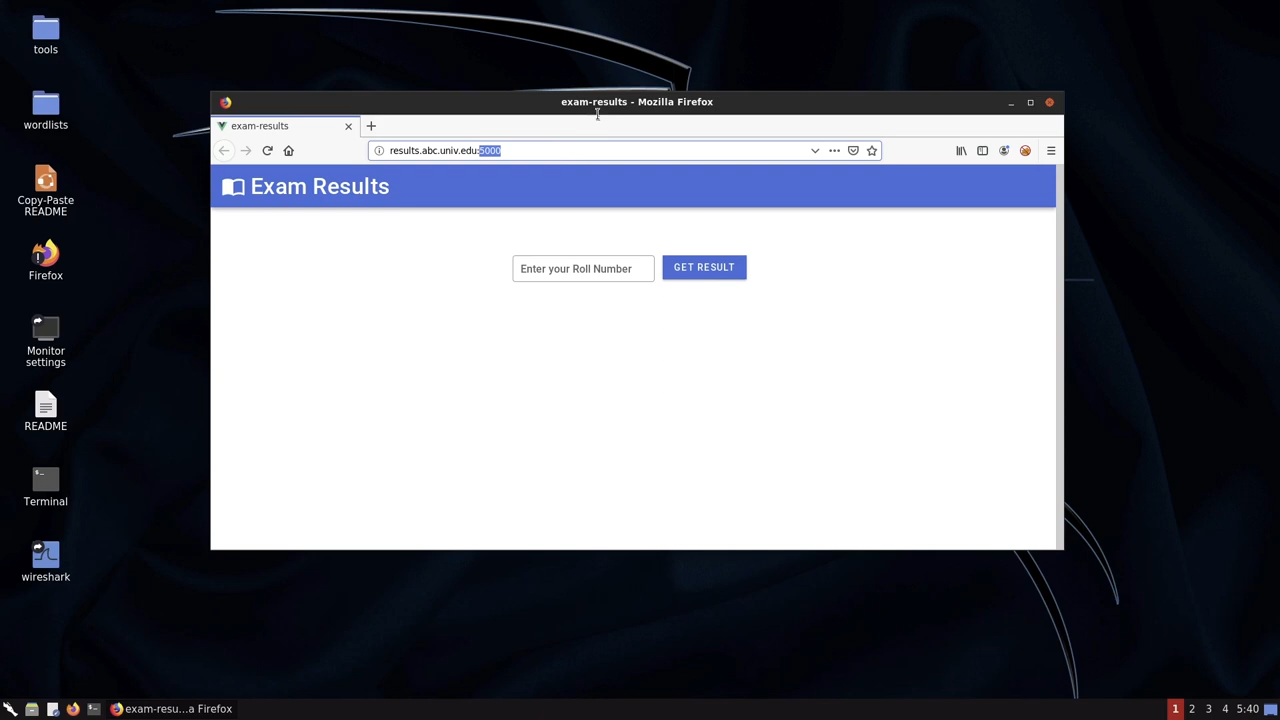 tools
wordlists
Copy-Paste
README
Firefox
Monitor
settings
README
Terminal
wireshark
exam-results - Mozilla Firefox
exam-results
results.abc.univ.edu:5000
Exam Results
Enter your Roll Number
GET RESULT
exam-resu...a Firefox
1 2 3 4 5:40